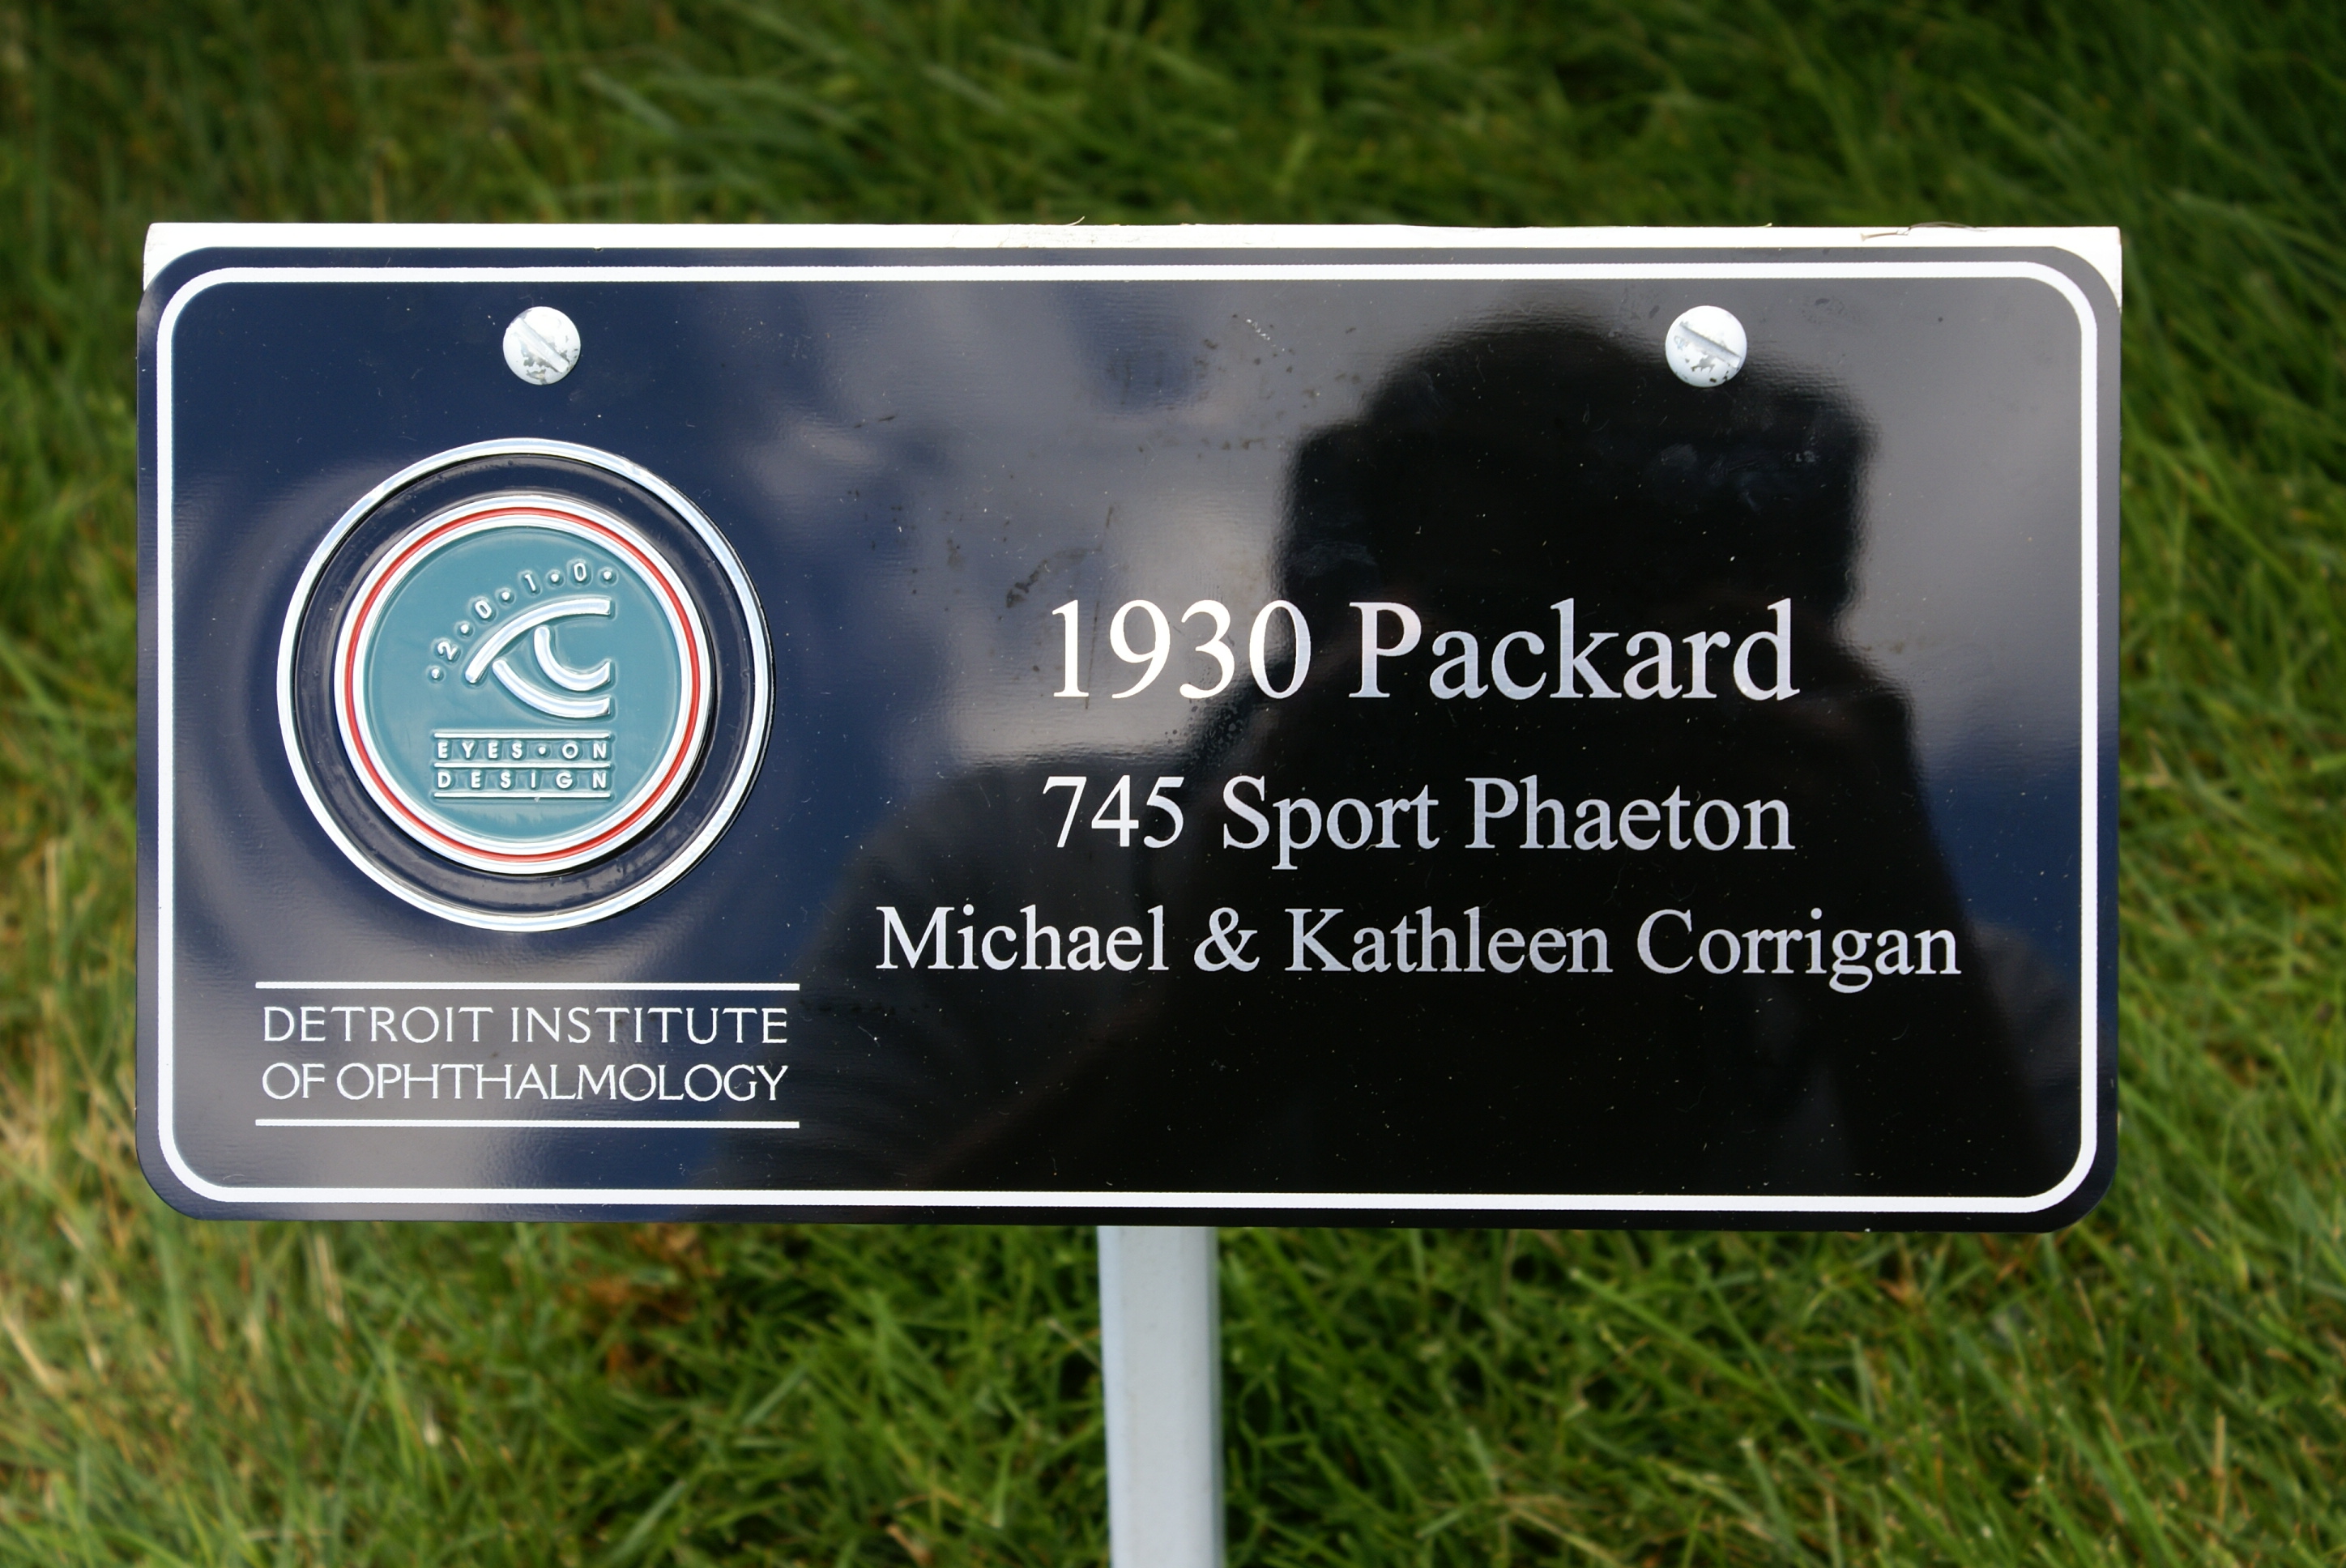 ·2·0·1·0·
EYES·ON
DESIGN
DETROIT INSTITUTE
OF OPHTHALMOLOGY
1930 Packard
745 Sport Phaeton
Michael & Kathleen Corrigan